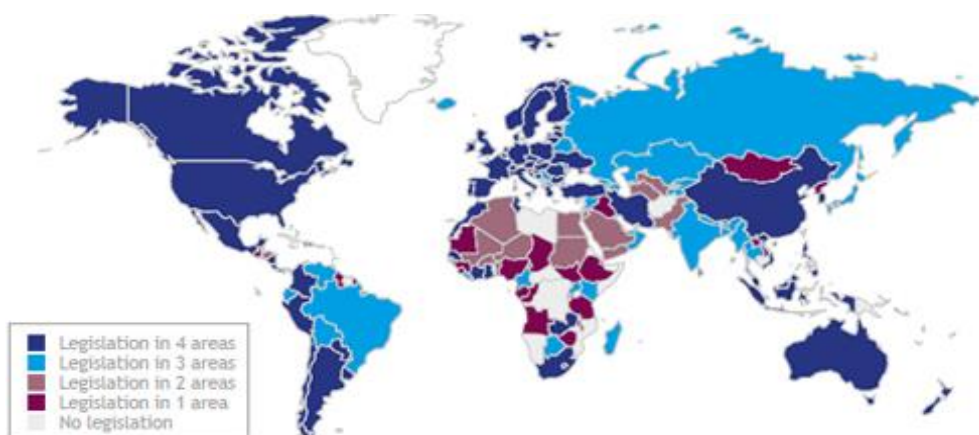 Legislation in 4 areas
Legislation in 3 areas
Legislation in 2 areas
Legislation in 1 area
No legislation